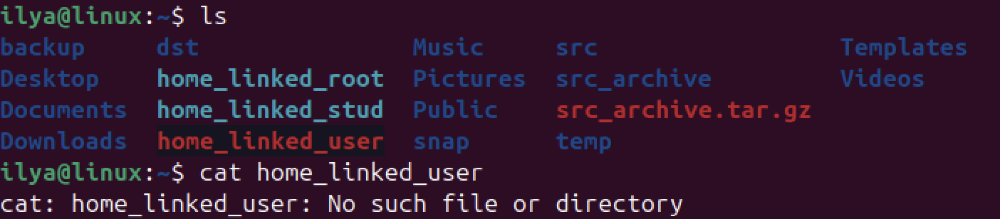 ilya@linux:~$ ls
backup dst Music src Templates
Desktop home_linked_root Pictures src_archive Videos
Documents home_linked_stud Public src_archive.tar.gz
Downloads home_linked_user snap temp
ilya@linux:~$ cat home_linked_user
cat: home_linked_user: No such file or directory